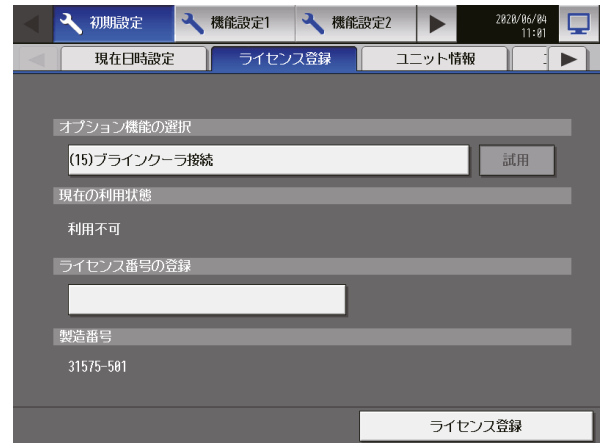 初期設定
機能設定1
機能設定2
2020/06/04
11:01
現在日時設定
ライセンス登録
ユニット情報
オプション機能の選択
(15)ブラインクーラ接続
試用
現在の利用状態
利用不可
ライセンス番号の登録
製造番号
31575-501
ライセンス登録